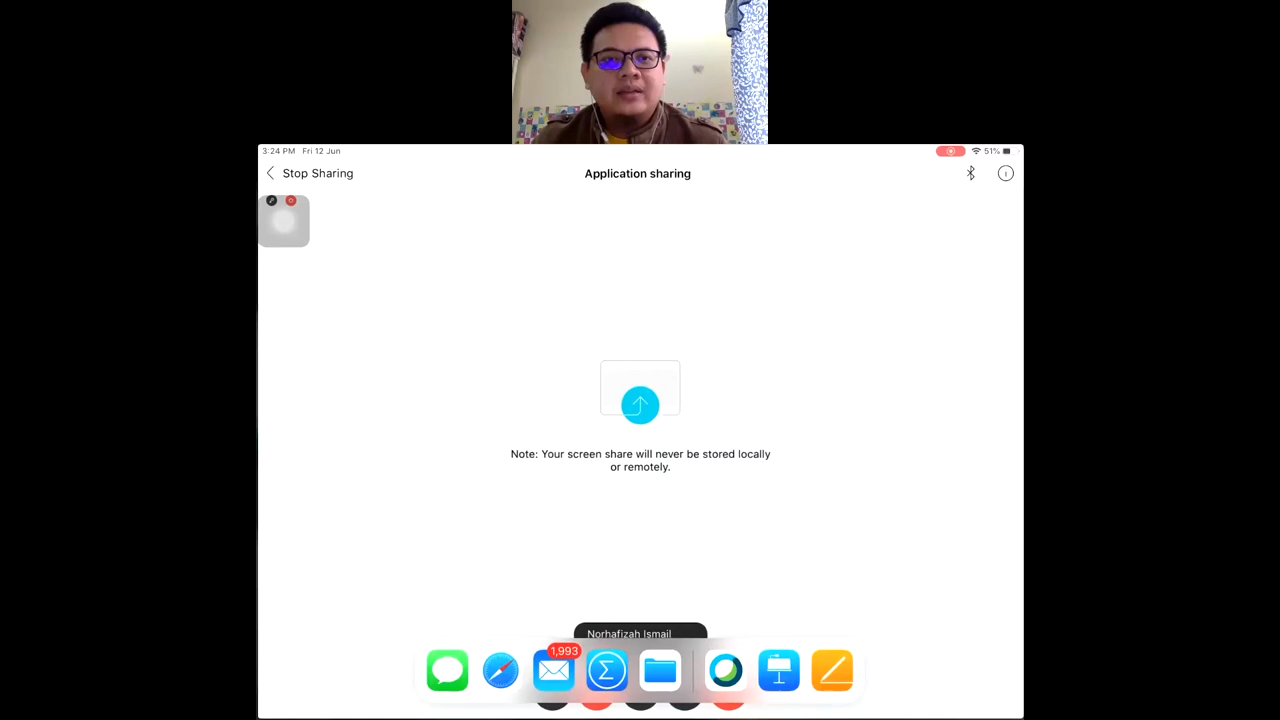 3:24 PM Fri 12 Jun
51%
Stop Sharing
Application sharing
Note: Your screen share will never be stored locally
or remotely.
Norhafizah Ismail
1,993